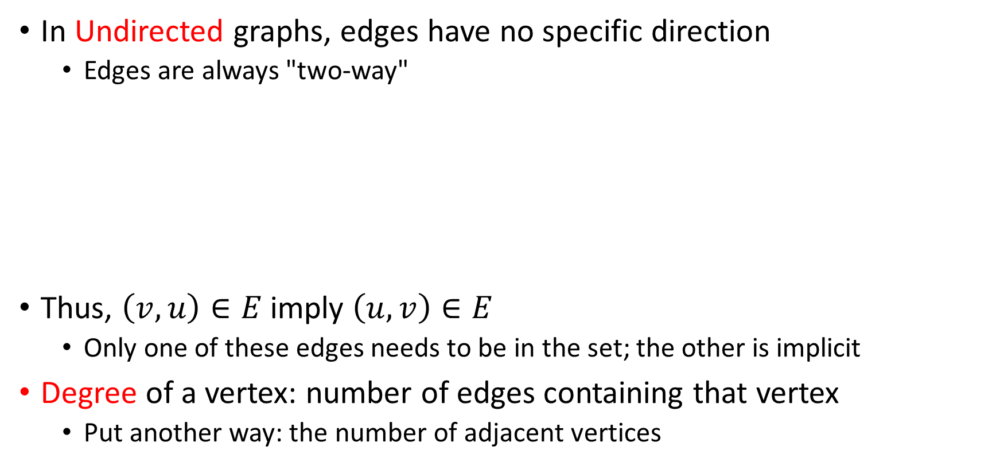 • In Undirected graphs, edges have no specific direction
• Edges are always "two-way"
• Thus, (v, u) ∈ E imply (u, v) ∈ E
• Only one of these edges needs to be in the set; the other is implicit
• Degree of a vertex: number of edges containing that vertex
• Put another way: the number of adjacent vertices